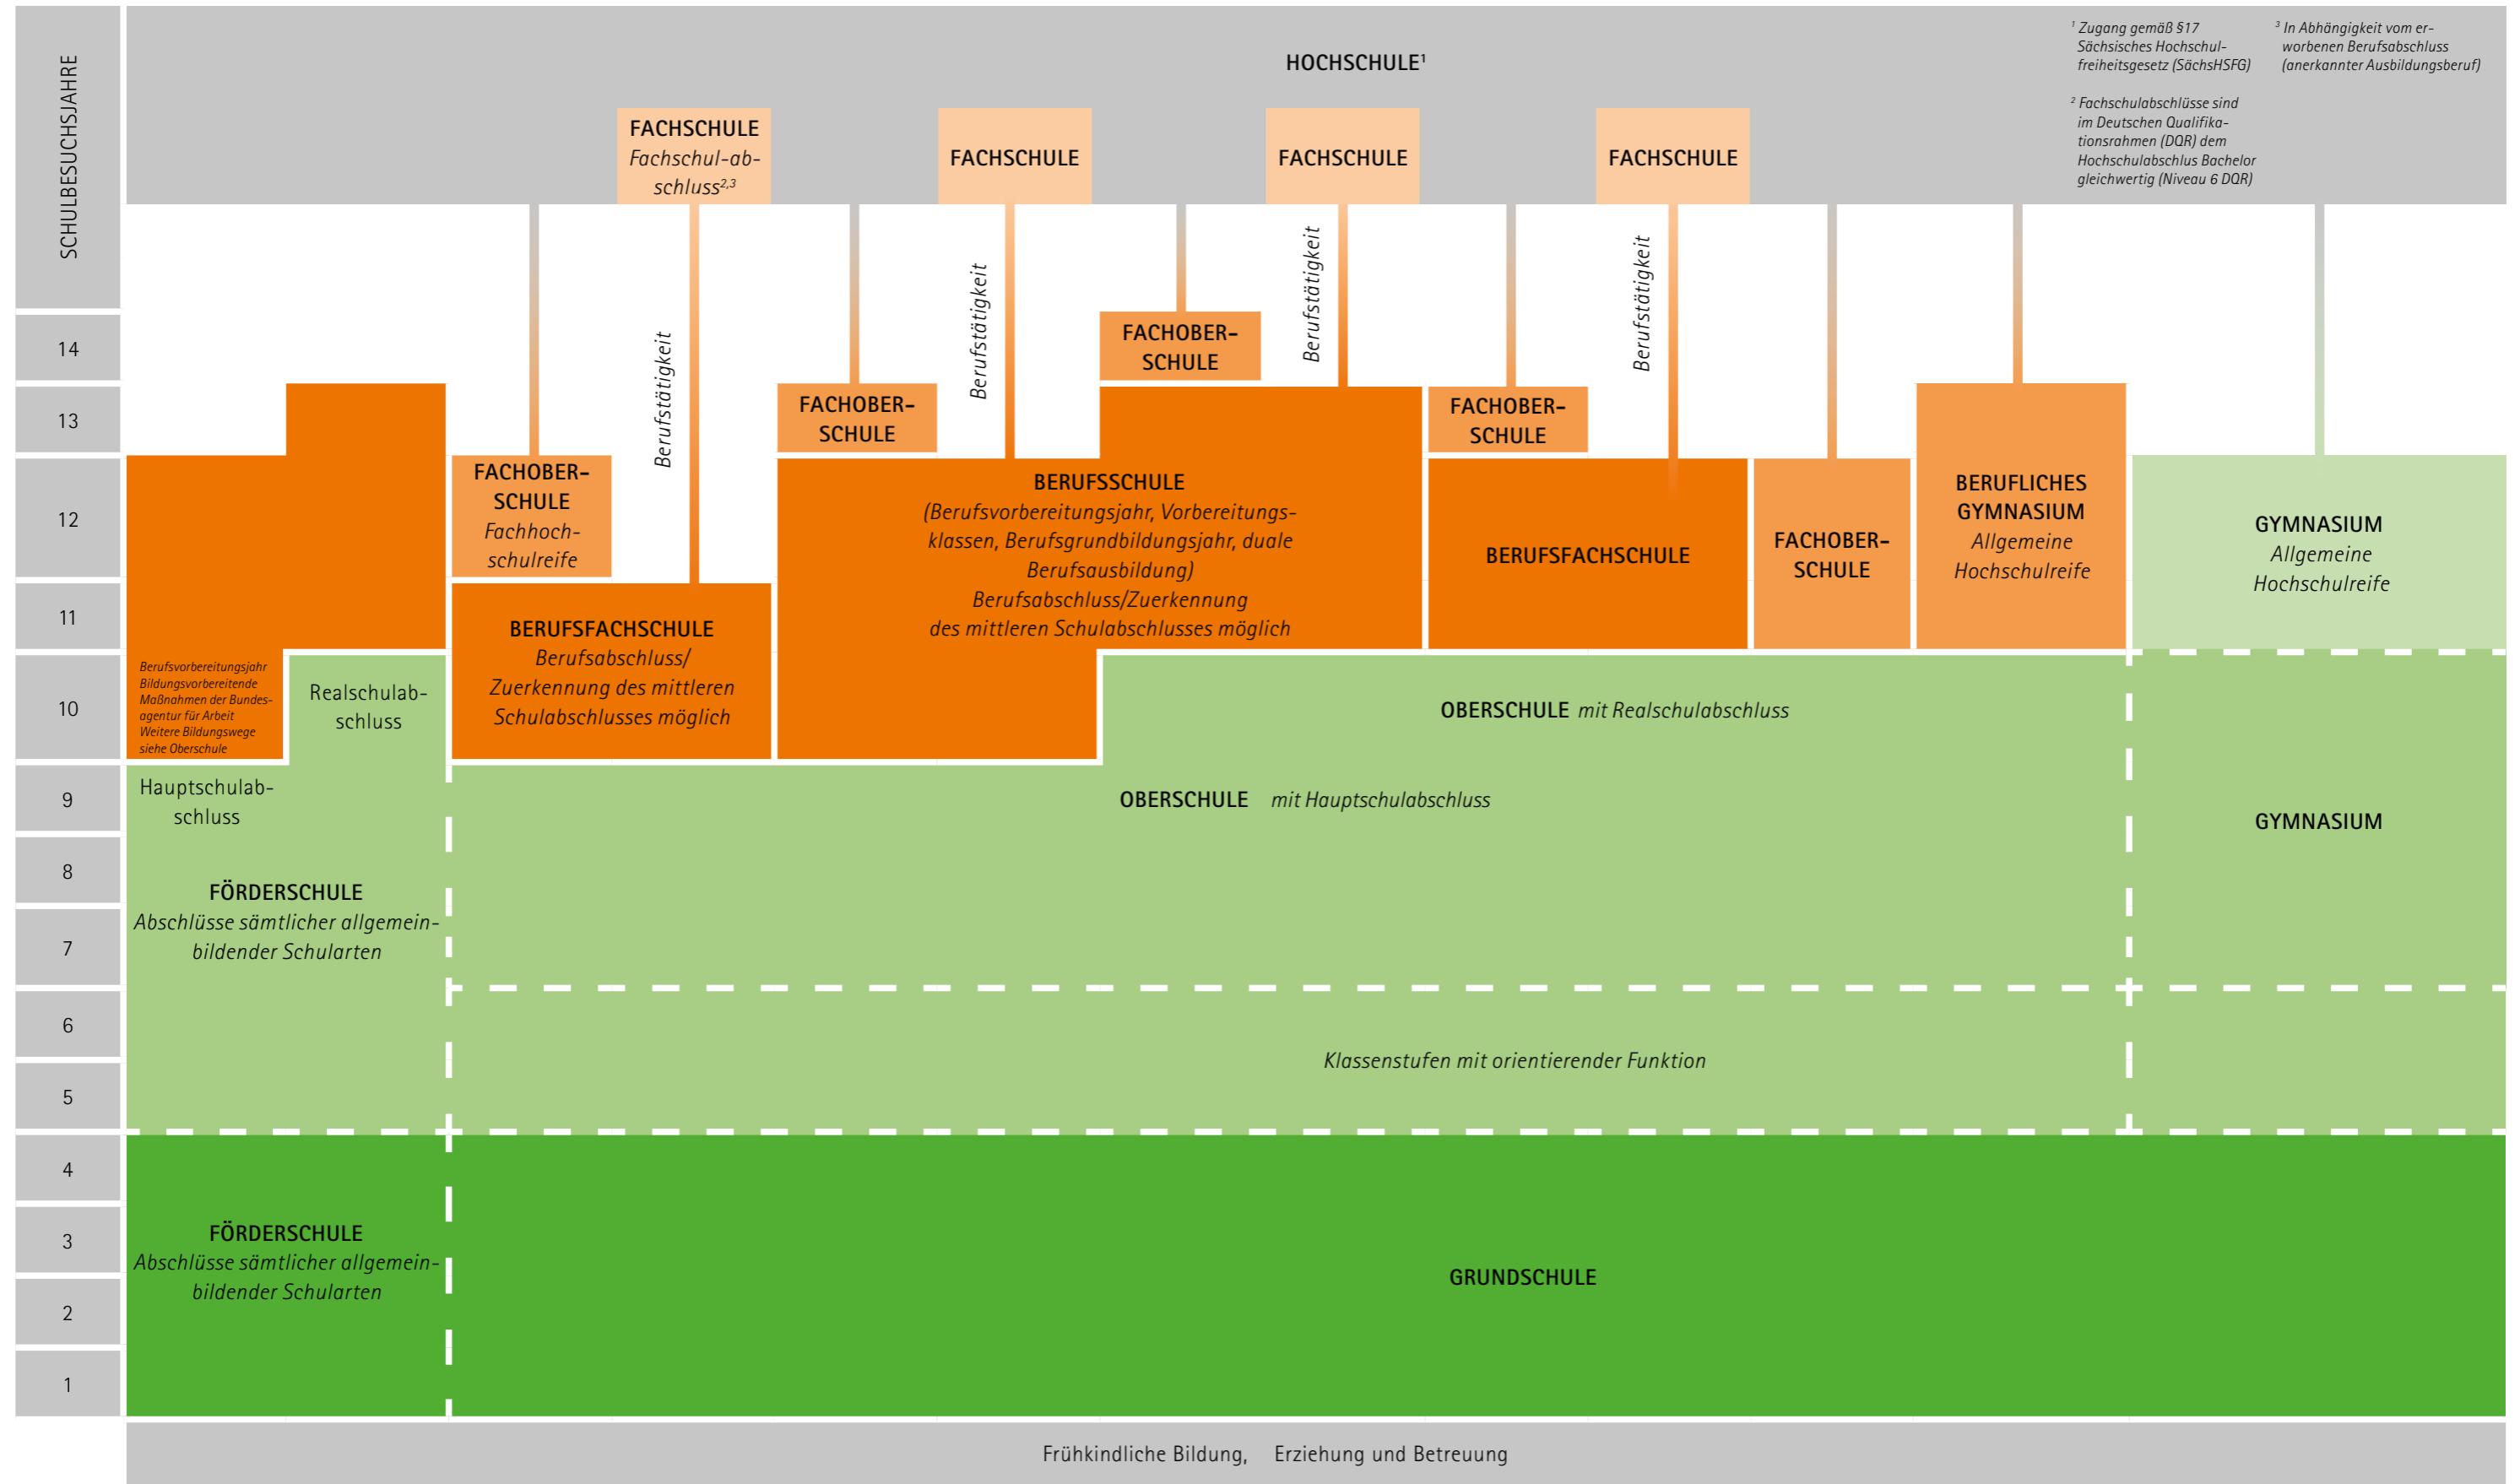 SCHULBESUCHSJAHRE
HOCHSCHULE¹
¹ Zugang gemäß §17
Sächsisches Hochschul-
freiheitsgesetz (SächsHSFG)
² Fachschulabschlüsse sind
im Deutschen Qualifika-
tionsrahmen (DQR) dem
Hochschulabschlus Bachelor
gleichwertig (Niveau 6 DQR)
³ In Abhängigkeit vom er-
worbenen Berufsabschluss
(anerkannter Ausbildungsberuf)
FACHSCHULE
Fachschul-ab-
schluss²,³
FACHSCHULE
FACHSCHULE
FACHSCHULE
Berufstätigkeit
Berufstätigkeit
Berufstätigkeit
Berufstätigkeit
14
FACHOBER-
SCHULE
13
FACHOBER-
SCHULE
FACHOBER-
SCHULE
12
FACHOBER-
SCHULE
Fachhoch-
schulreife
BERUFSSCHULE
(Berufsvorbereitungsjahr, Vorbereitungs-
klassen, Berufsgrundbildungsjahr, duale
Berufsausbildung)
Berufsabschluss/Zuerkennung
des mittleren Schulabschlusses möglich
BERUFSFACHSCHULE
FACHOBER-
SCHULE
BERUFLICHES
GYMNASIUM
Allgemeine
Hochschulreife
GYMNASIUM
Allgemeine
Hochschulreife
11
BERUFSFACHSCHULE
Berufsabschluss/
Zuerkennung des mittleren
Schulabschlusses möglich
10
Berufsvorbereitungsjahr
Bildungsvorbereitende
Maßnahmen der Bundes-
agentur für Arbeit
Weitere Bildungswege
siehe Oberschule
Realschulab-
schluss
OBERSCHULE mit Realschulabschluss
9
Hauptschulab-
schluss
OBERSCHULE mit Hauptschulabschluss
GYMNASIUM
8
FÖRDERSCHULE
Abschlüsse sämtlicher allgemein-
bildender Schularten
7
6
Klassenstufen mit orientierender Funktion
5
4
3
FÖRDERSCHULE
Abschlüsse sämtlicher allgemein-
bildender Schularten
GRUNDSCHULE
2
1
Frühkindliche Bildung, Erziehung und Betreuung